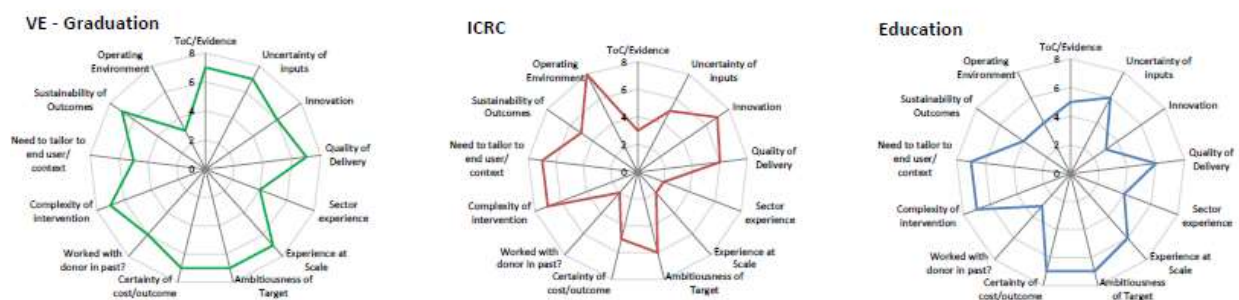 VE - Graduation
ToC/Evidence
Uncertainty of
inputs
Innovation
Quality of
Delivery
Sector
experience
Experience at
Scale
Ambitiousness of
Target
Certainty of
cost/outcome
Worked with
donor in past?
Complexity of
intervention
Need to tailor to
end user/
context
Sustainability of
Outcomes
Operating
Environment
8
6
4
2
0
ICRC
ToC/Evidence
Uncertainty of
inputs
Innovation
Quality of
Delivery
Sector
experience
Experience at
Scale
Ambitiousness of
Target
Certainty of
cost/outcome
Worked with
donor in past?
Complexity of
intervention
Need to tailor to
end user/
context
Sustainability of
Outcomes
Operating
Environment
8
6
4
2
0
Education
ToC/Evidence
Uncertainty of
inputs
Innovation
Quality of
Delivery
Sector
experience
Experience at
Scale
Ambitiousness of
Target
Certainty of
cost/outcome
Worked with
donor in past?
Complexity of
intervention
Need to tailor to
end user/
context
Sustainability of
Outcomes
Operating
Environment
8
6
4
2
0